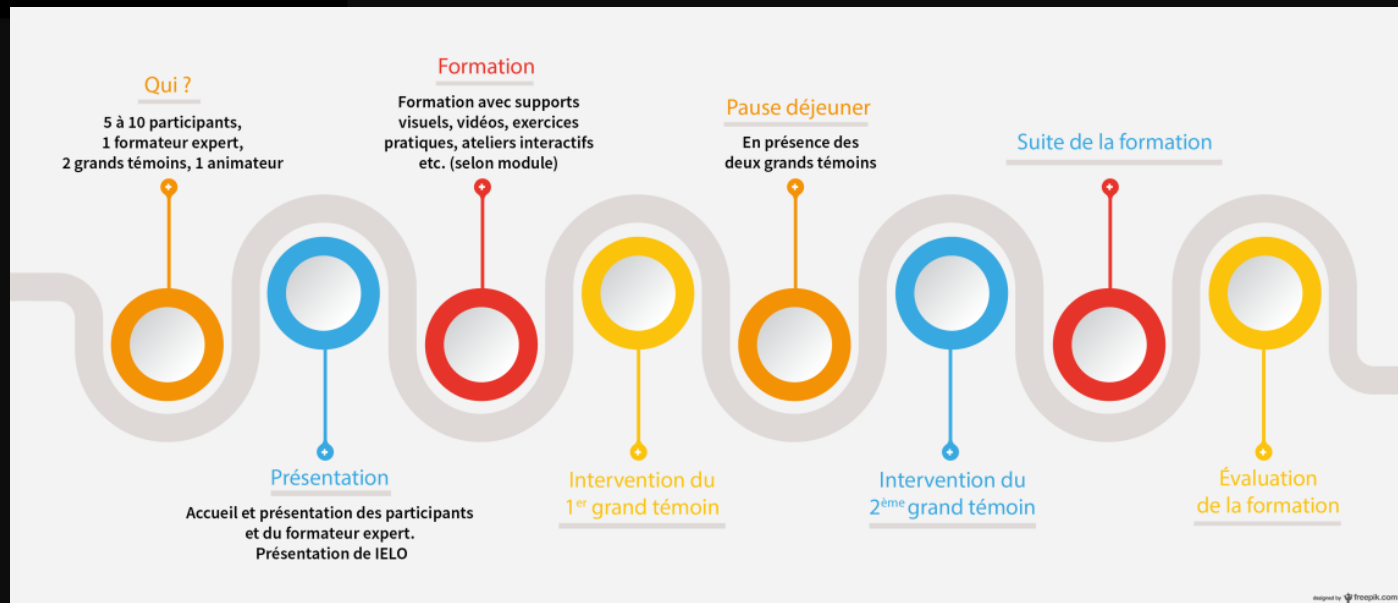 Qui ?
5 à 10 participants,
1 formateur expert,
2 grands témoins, 1 animateur
Présentation
Accueil et présentation des participants
et du formateur expert.
Présentation de IELO
Formation
Formation avec supports
visuels, vidéos, exercices
pratiques, ateliers interactifs
etc. (selon module)
Intervention du
1er grand témoin
Pause déjeuner
En présence des
deux grands témoins
Intervention du
2ème grand témoin
Suite de la formation
Évaluation
de la formation
designed by freepik.com